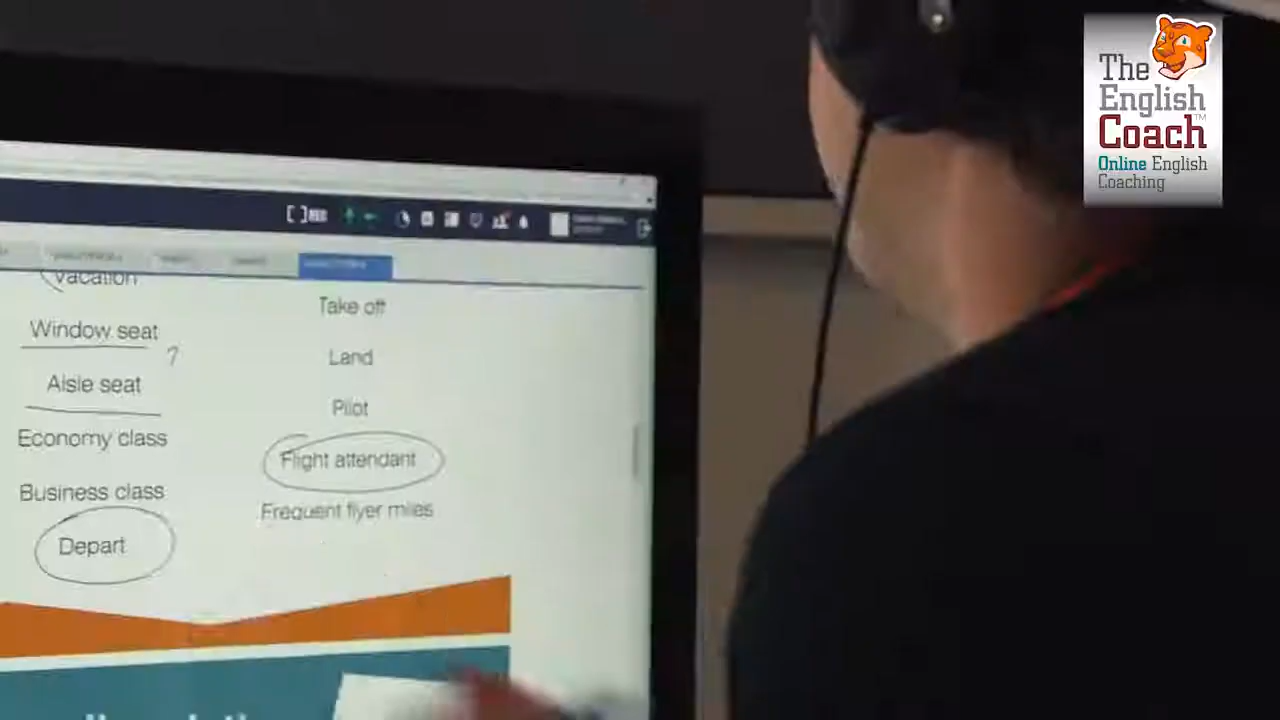 The
English
Coach™
Online English
Coaching
Vacation
Window seat
?
Aisle seat
Economy class
Business class
Depart
Take off
Land
Pilot
Flight attendant
Frequent flyer miles